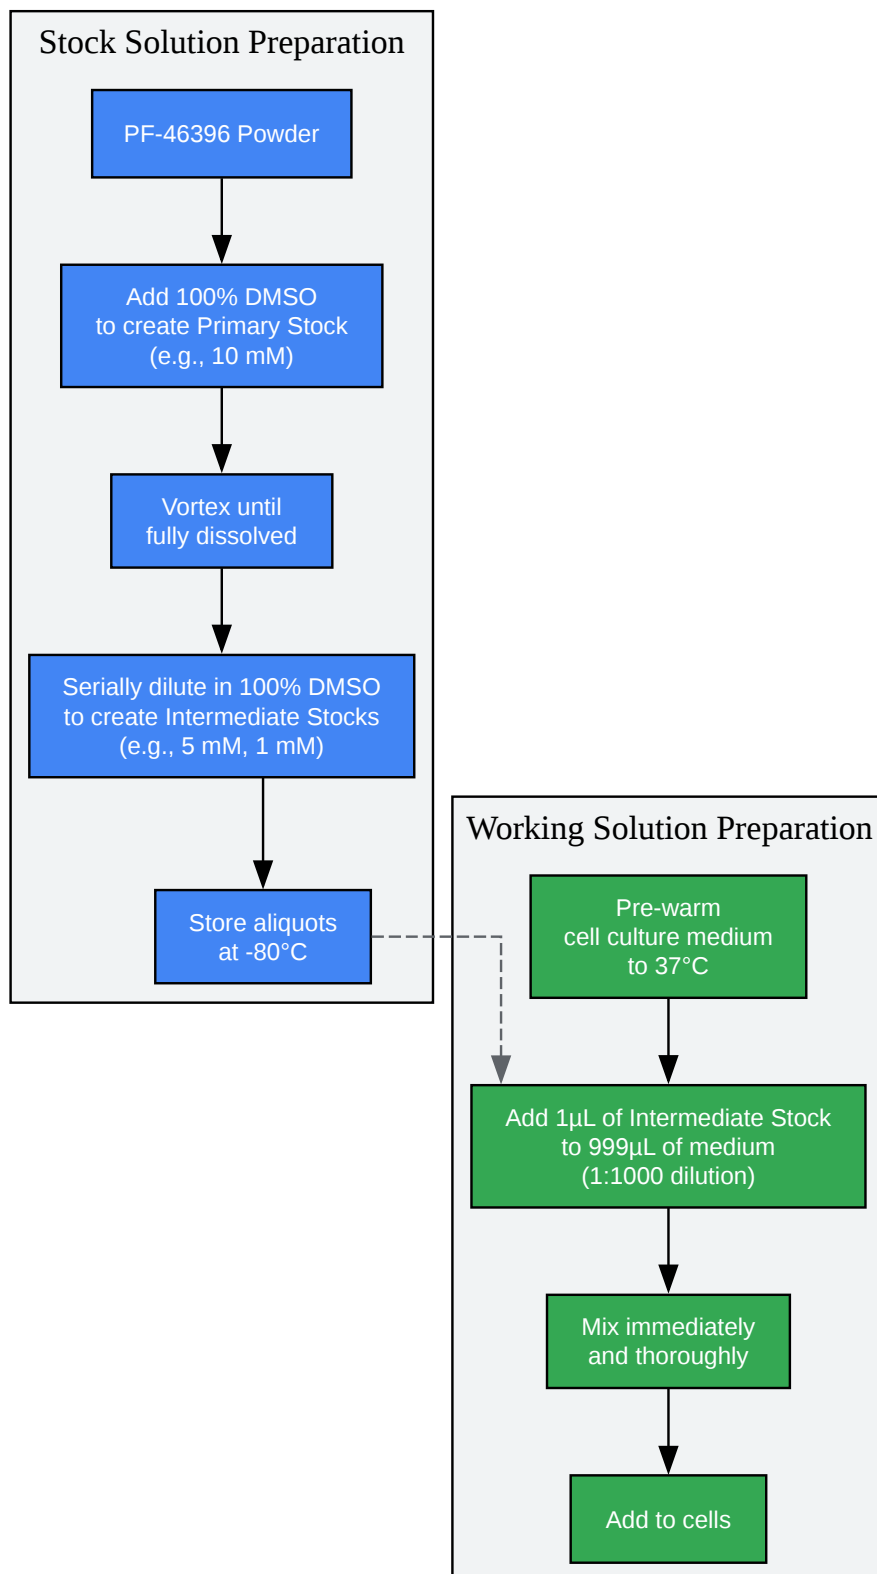 Stock Solution Preparation
PF-46396 Powder
Add 100% DMSO
to create Primary Stock
(e.g., 10 mM)
Vortex until
fully dissolved
Serially dilute in 100% DMSO
to create Intermediate Stocks
(e.g., 5 mM, 1 mM)
Store aliquots
at -80°C
Working Solution Preparation
Pre-warm
cell culture medium
to 37°C
Add 1µL of Intermediate Stock
to 999µL of medium
(1:1000 dilution)
Mix immediately
and thoroughly
Add to cells